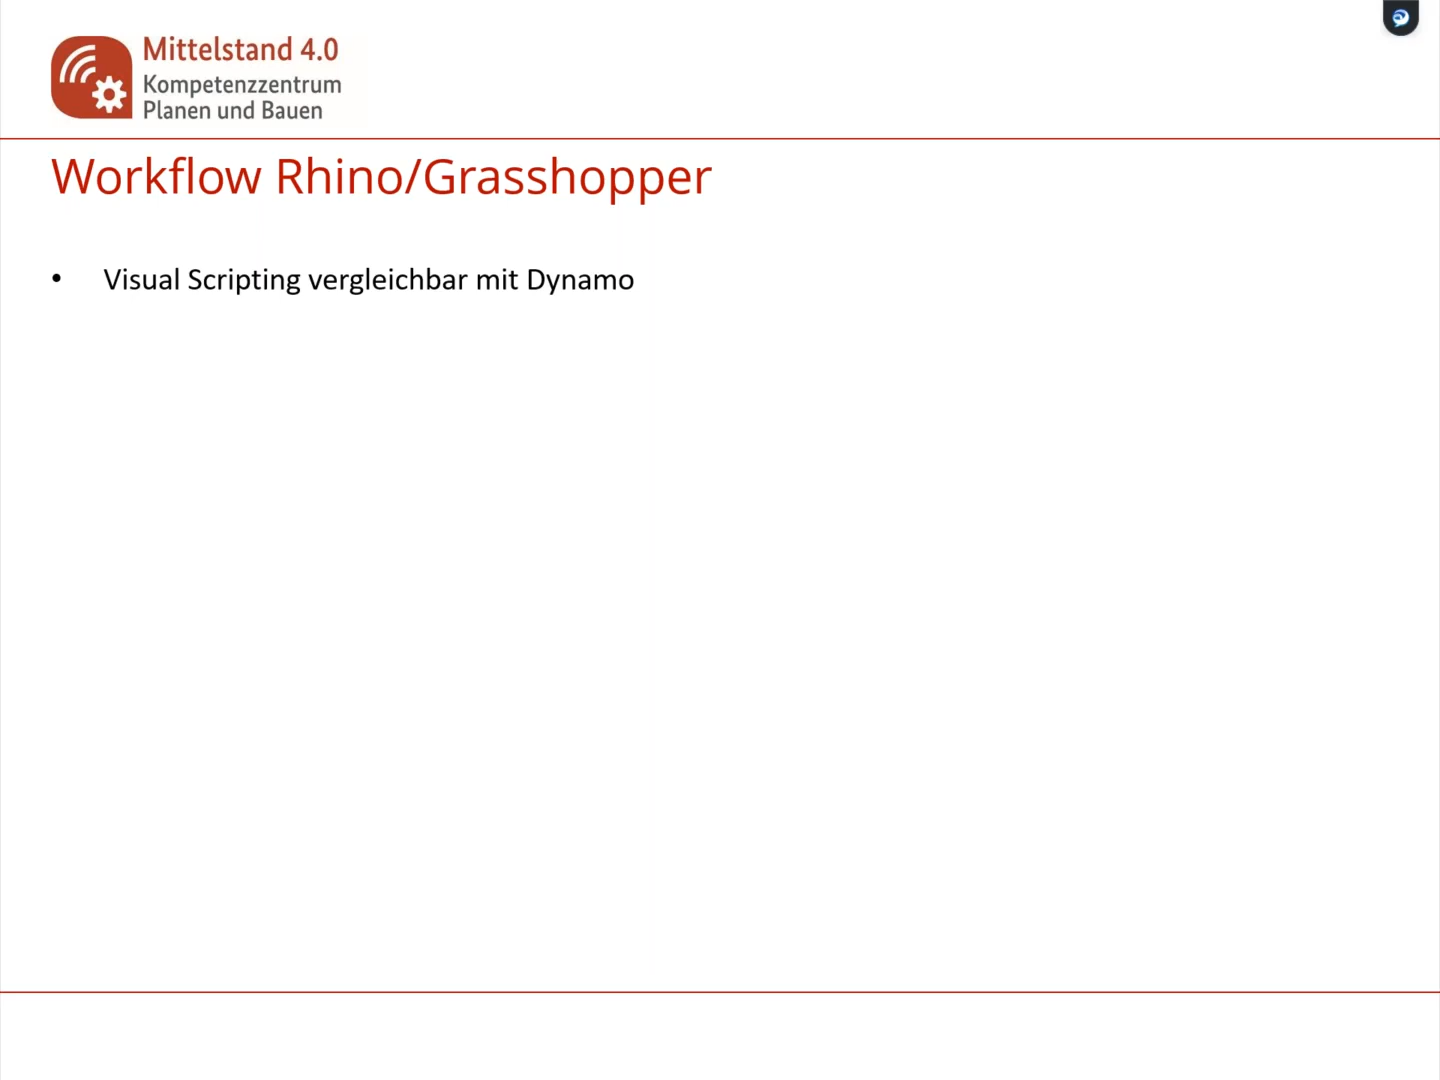 Mittelstand 4.0
Kompetenzzentrum
Planen und Bauen
Workflow Rhino/Grasshopper
• Visual Scripting vergleichbar mit Dynamo